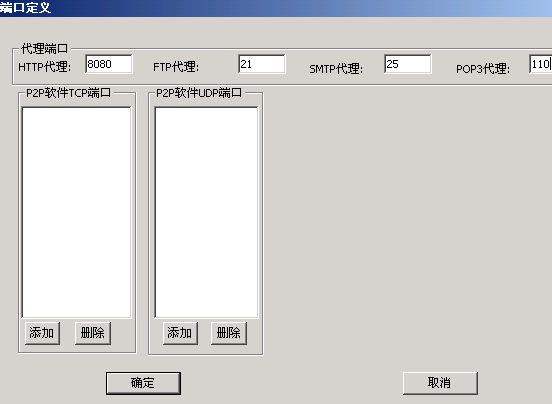 端口定义
代理端口
HTTP代理: 8080 FTP代理: 21 SMTP代理: 25 POP3代理: 110
P2P软件TCP端口 P2P软件UDP端口
添加 删除 添加 删除
确定 取消